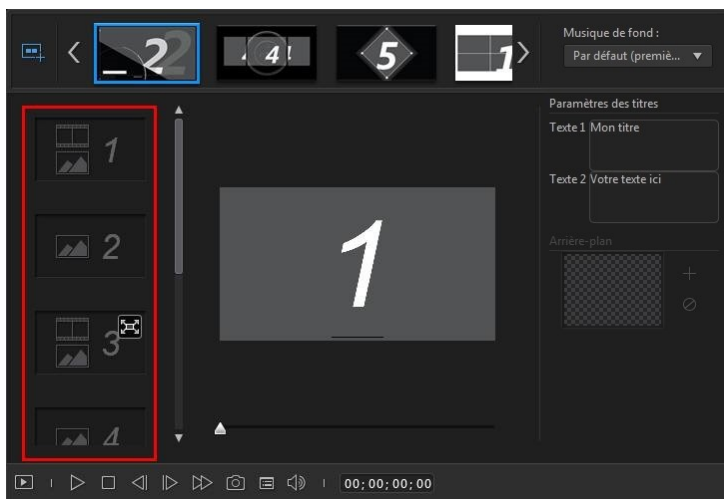 2
4
5
1
Musique de fond :
Par défaut (premiè...
1
2
3
4
1
Paramètres des titres
Texte 1 Mon titre
Texte 2 Votre texte ici
Arrière-plan
00;00;00;00